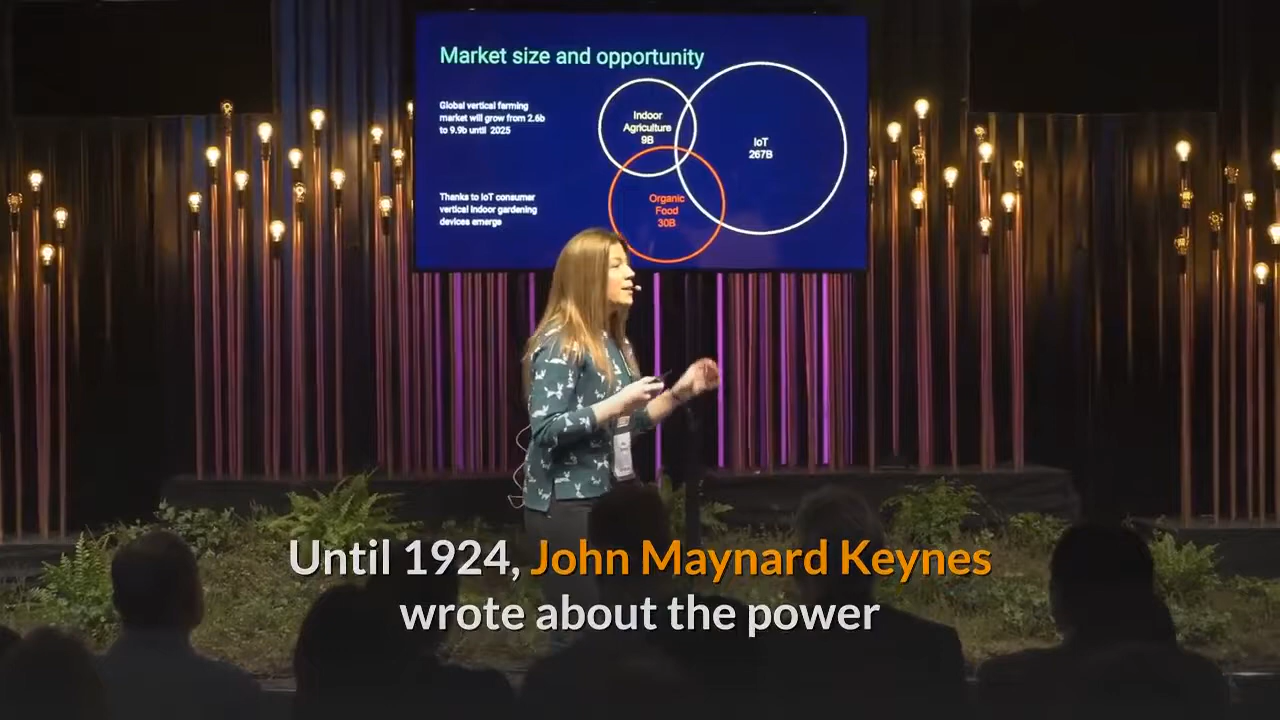 Market size and opportunity
Global vertical farming
market will grow from 2.6b
to 9.9b until 2025
Thanks to IoT consumer
vertical indoor gardening
devices emerge
Indoor
Agriculture
9B
IoT
267B
Organic
Food
30B
Until 1924, John Maynard Keynes
wrote about the power